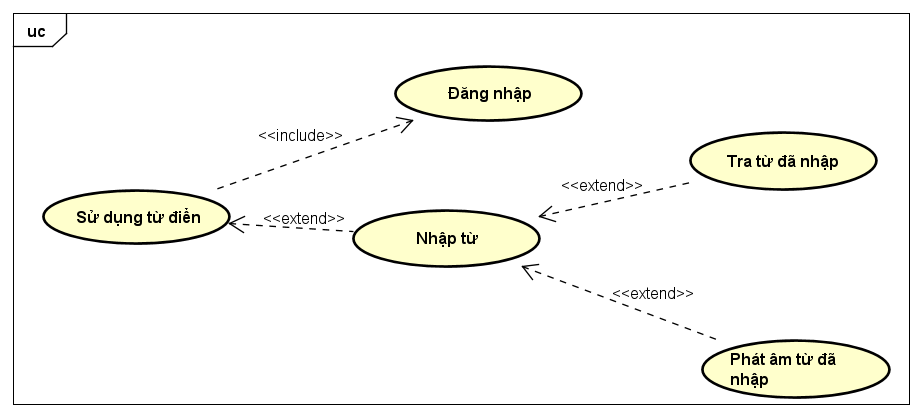 uc
Đăng nhập
<<include>>
Tra từ đã nhập
<<extend>>
Sử dụng từ điển
<<extend>>
Nhập từ
<<extend>>
Phát âm từ đã
nhập